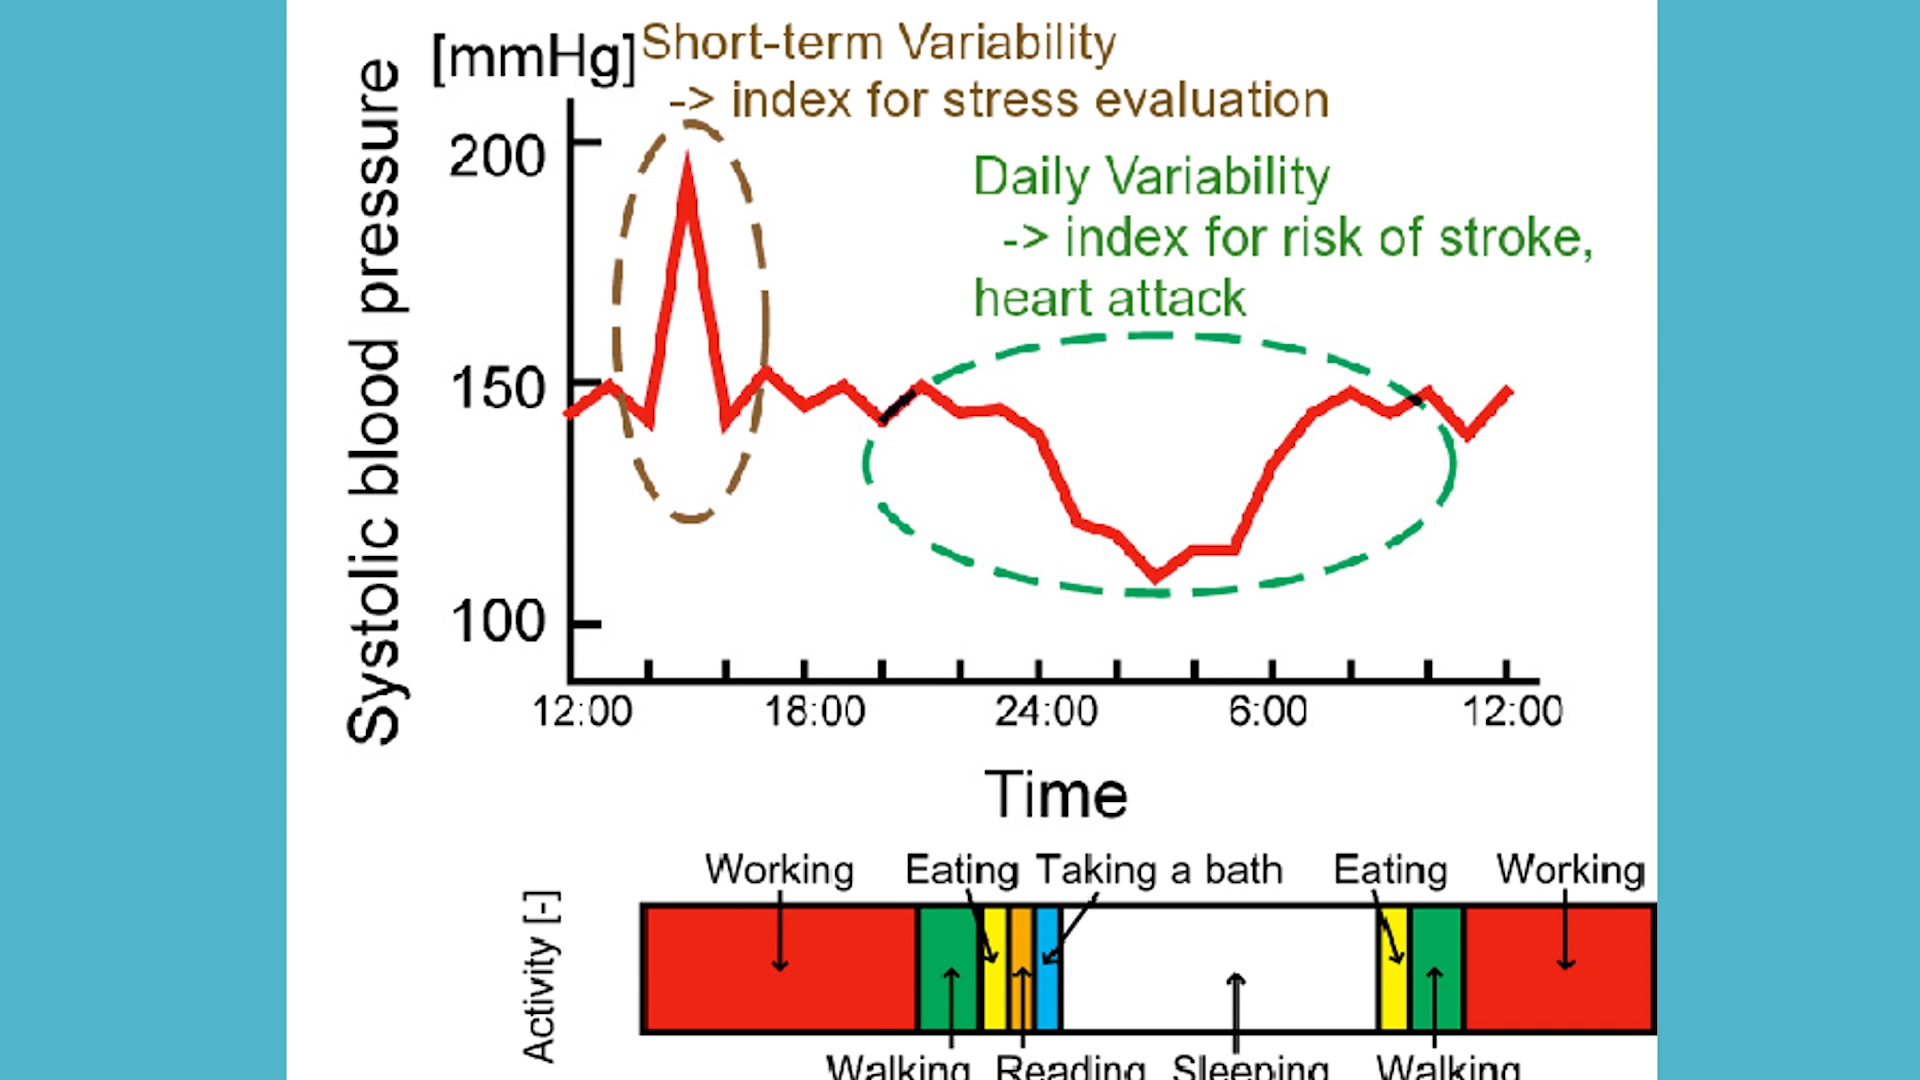 [mmHg]
Short-term Variability
-> index for stress evaluation
Daily Variability
-> index for risk of stroke,
heart attack
Systolic blood pressure
200
150
100
12:00 18:00 24:00 6:00 12:00
Time
Working Eating Taking a bath Eating Working
Activity [-]
Walking Reading Sleeping Walking